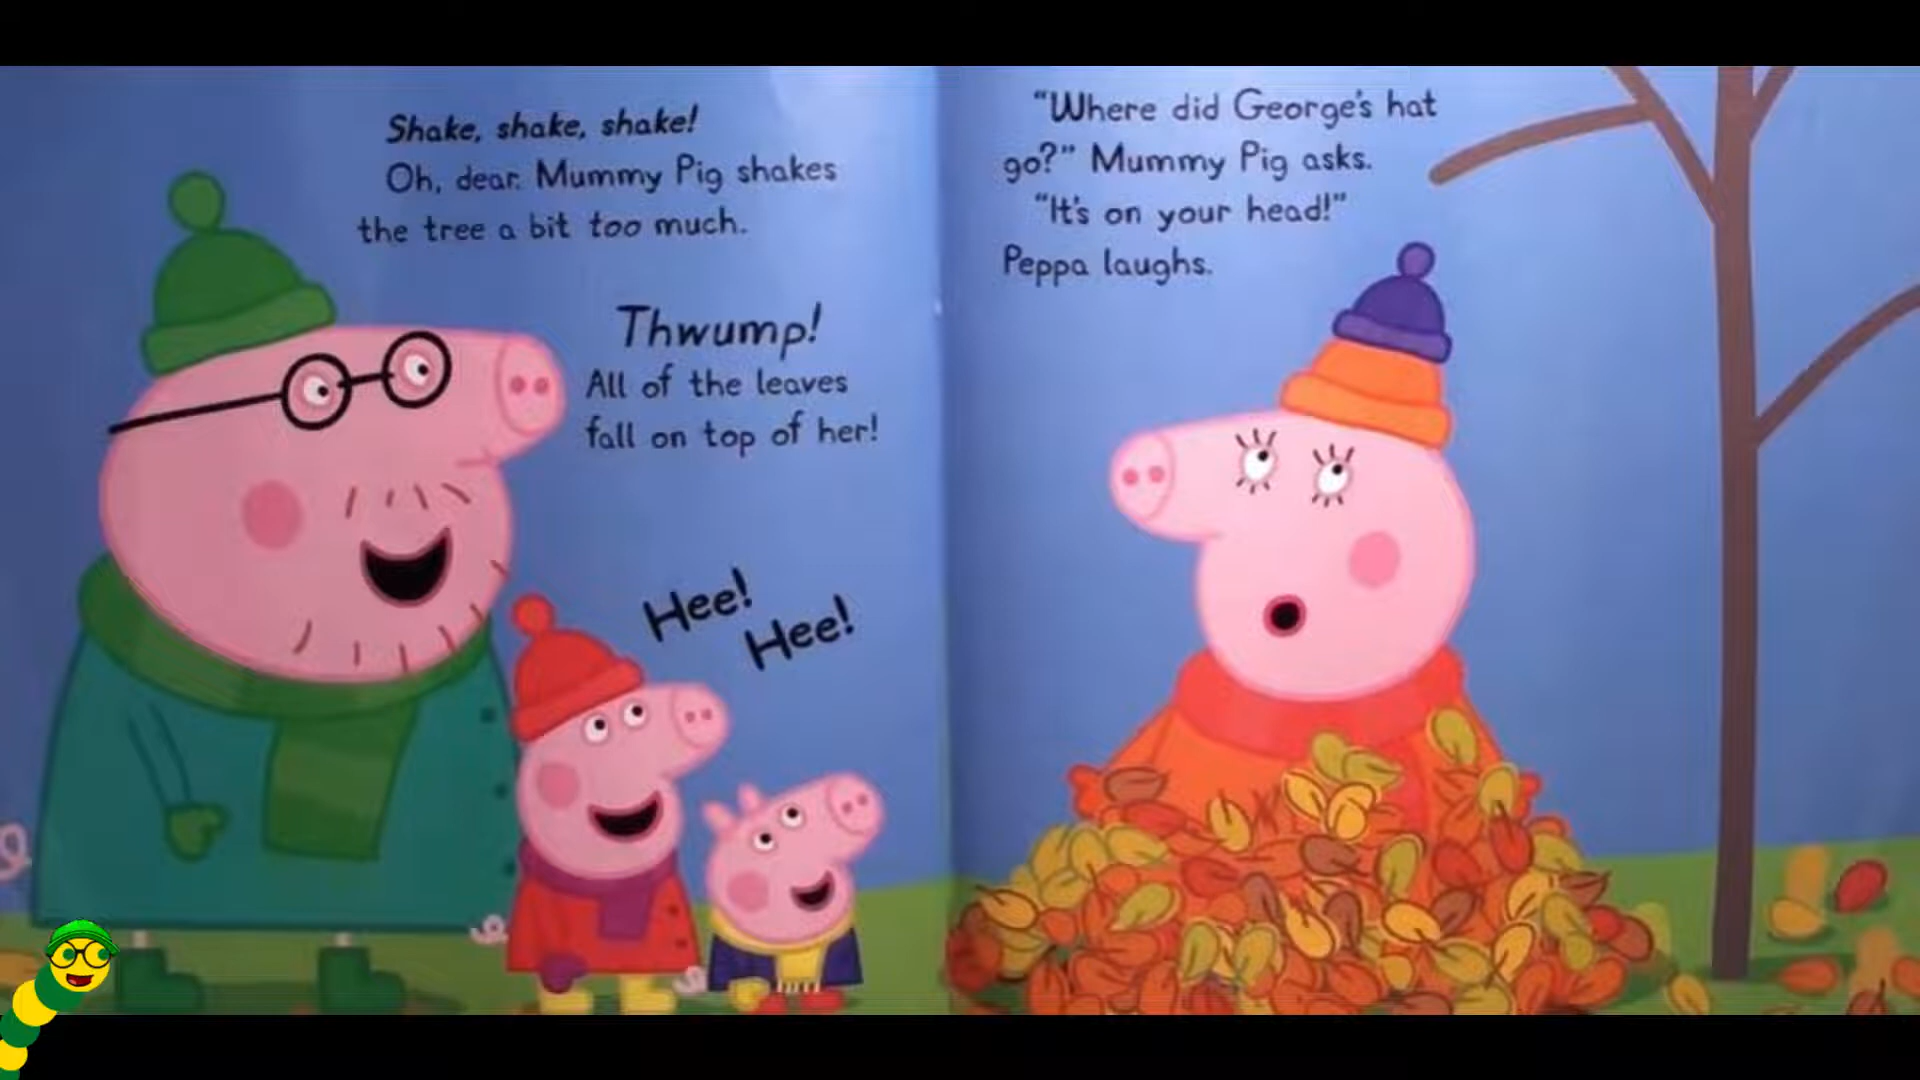 Shake, shake, shake!
Oh, dear. Mummy Pig shakes
the tree a bit too much.
Thwump!
All of the leaves
fall on top of her!
Hee!
Hee!
"Where did George's hat
go?" Mummy Pig asks.
"It's on your head!"
Peppa laughs.